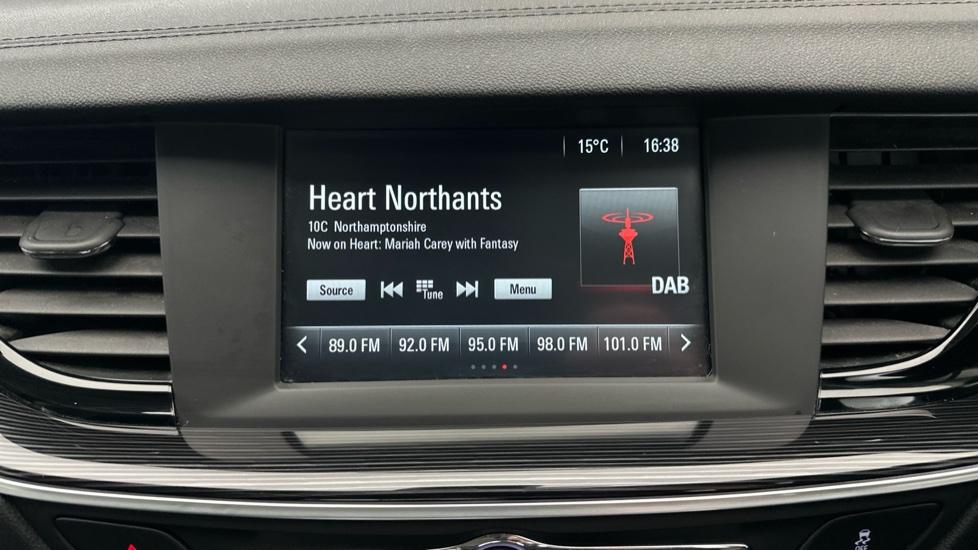 15°C 16:38
Heart Northants
10C Northamptonshire
Now on Heart: Mariah Carey with Fantasy
Source Tune Menu
DAB
89.0 FM 92.0 FM 95.0 FM 98.0 FM 101.0 FM
OFF